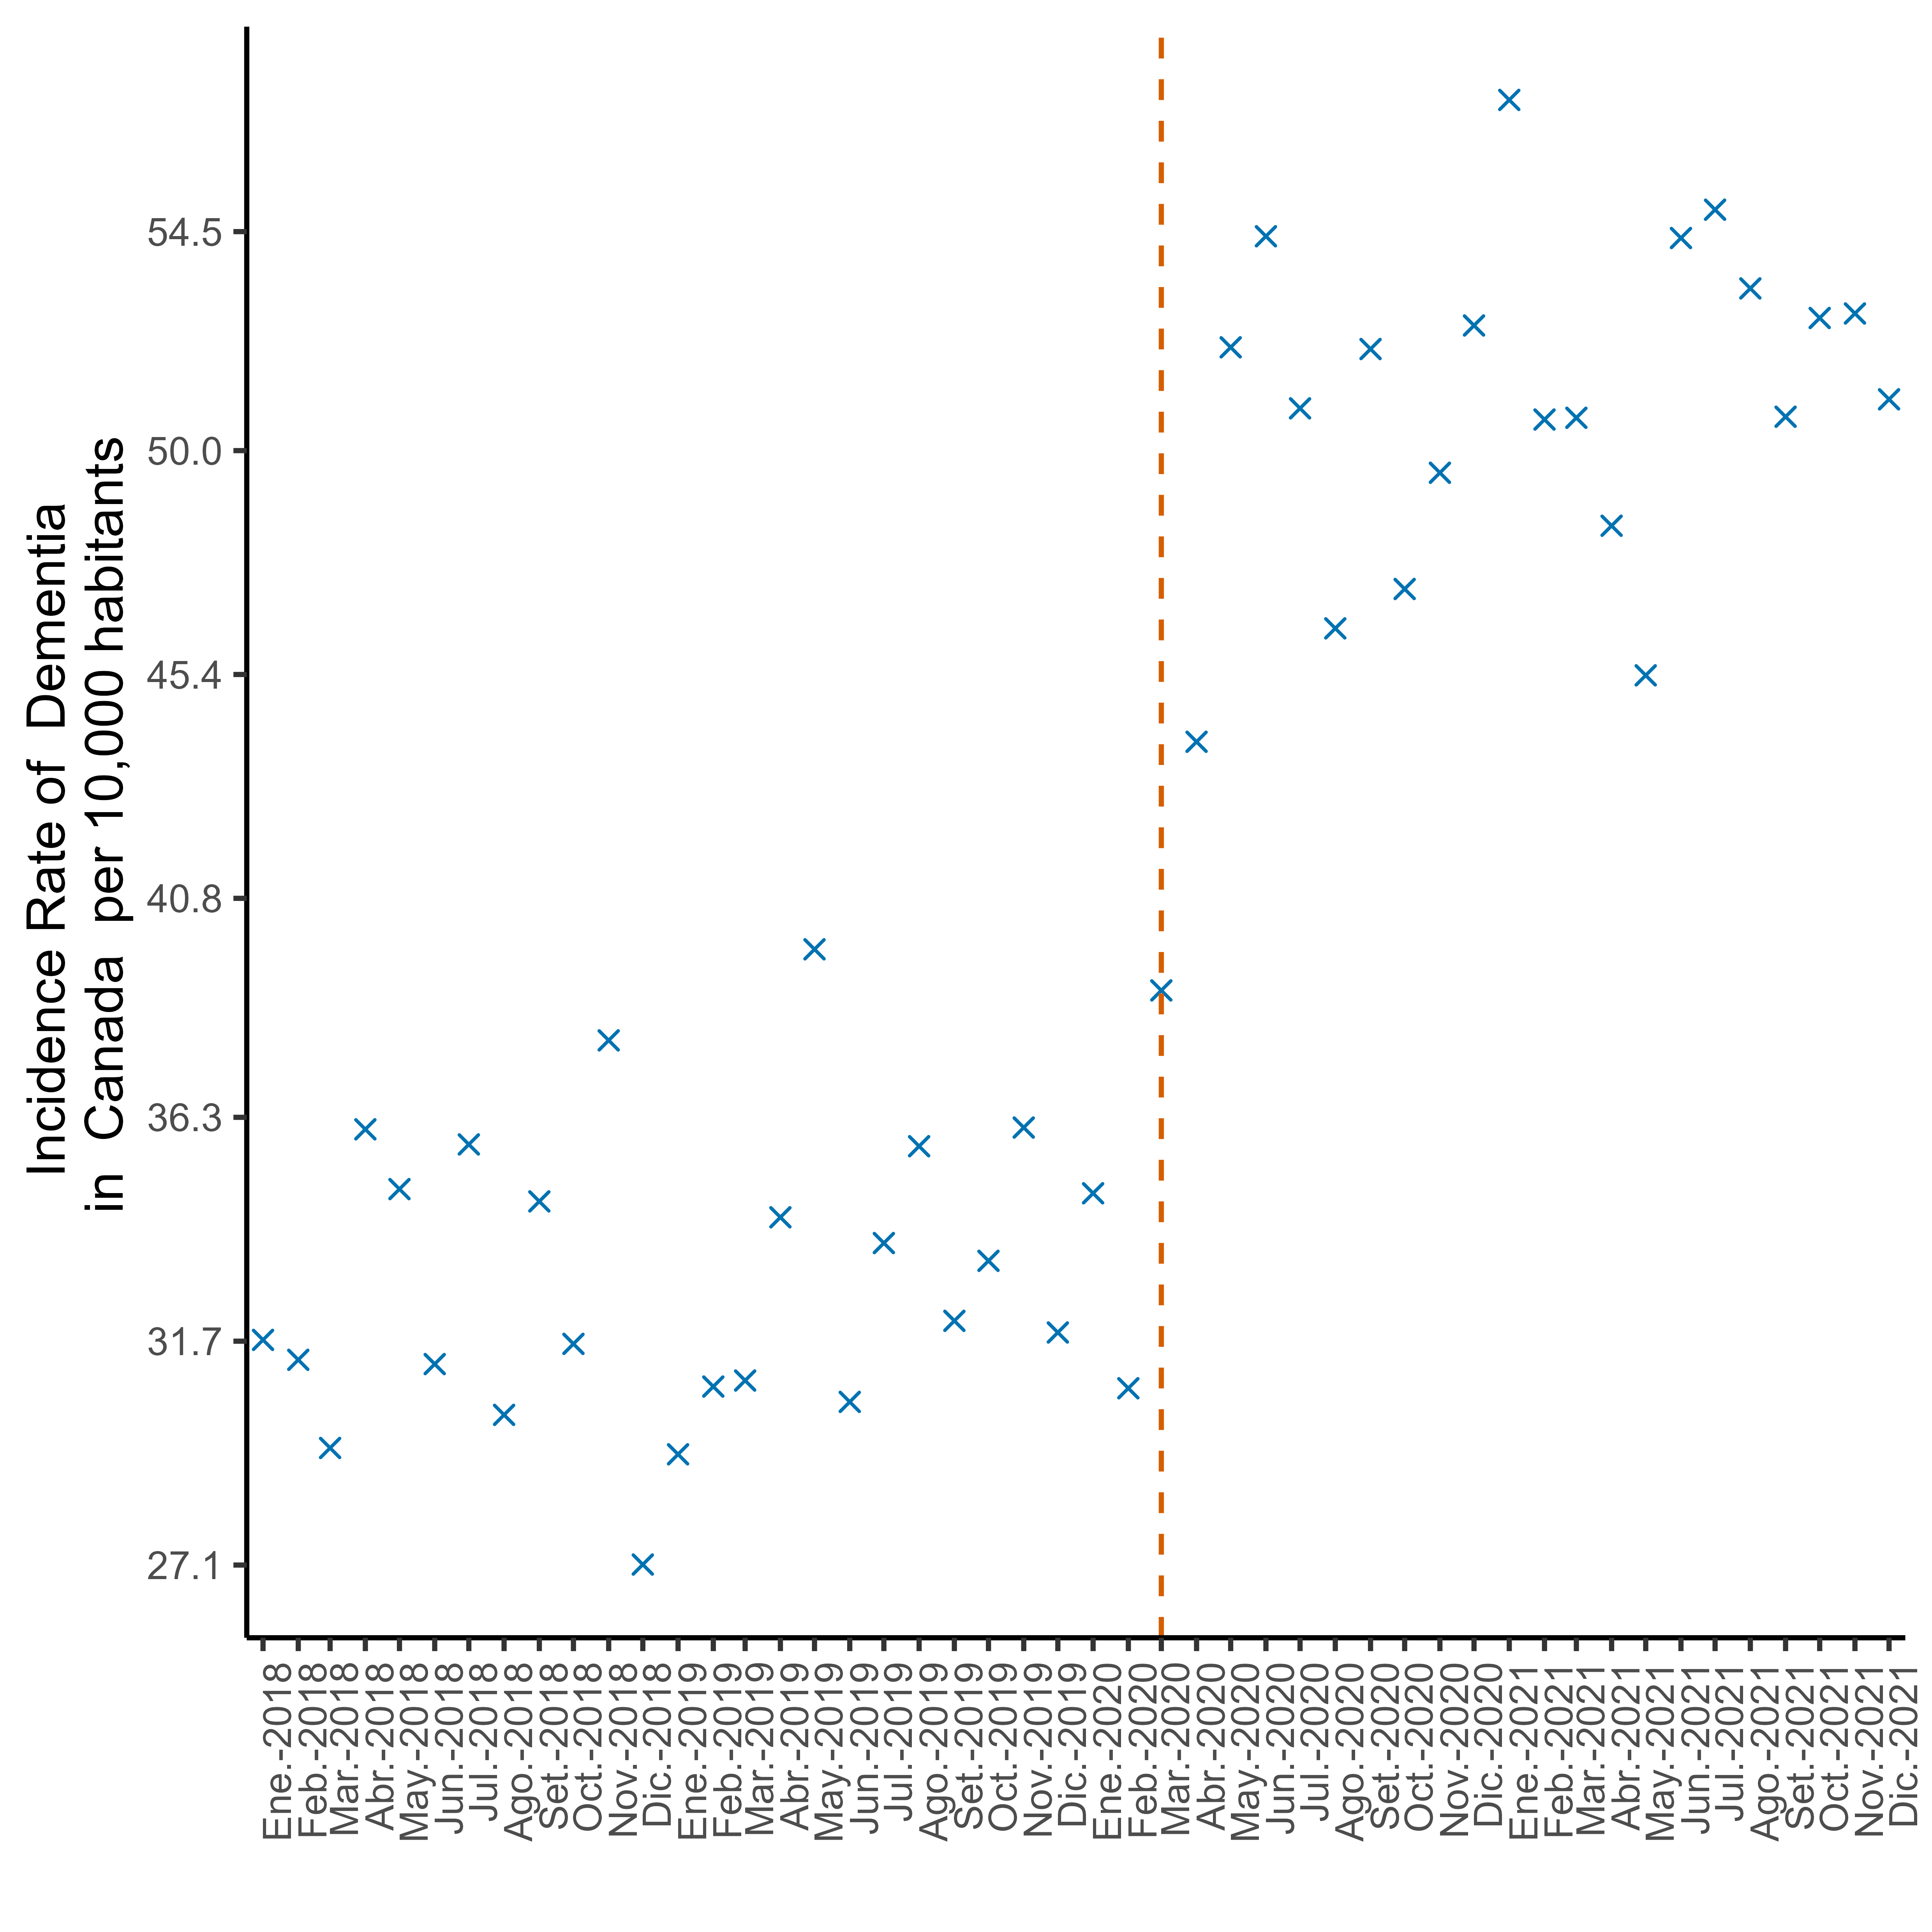 Incidence Rate of Dementia
in Canada per 10,000 habitants
54.5
50.0
45.4
40.8
36.3
31.7
27.1
Ene.-2018
Feb.-2018
Mar.-2018
Abr.-2018
May.-2018
Jun.-2018
Jul.-2018
Ago.-2018
Set.-2018
Oct.-2018
Nov.-2018
Dic.-2018
Ene.-2019
Feb.-2019
Mar.-2019
Abr.-2019
May.-2019
Jun.-2019
Jul.-2019
Ago.-2019
Set.-2019
Oct.-2019
Nov.-2019
Dic.-2019
Ene.-2020
Feb.-2020
Mar.-2020
Abr.-2020
May.-2020
Jun.-2020
Jul.-2020
Ago.-2020
Set.-2020
Oct.-2020
Nov.-2020
Dic.-2020
Ene.-2021
Feb.-2021
Mar.-2021
Abr.-2021
May.-2021
Jun.-2021
Jul.-2021
Ago.-2021
Set.-2021
Oct.-2021
Nov.-2021
Dic.-2021